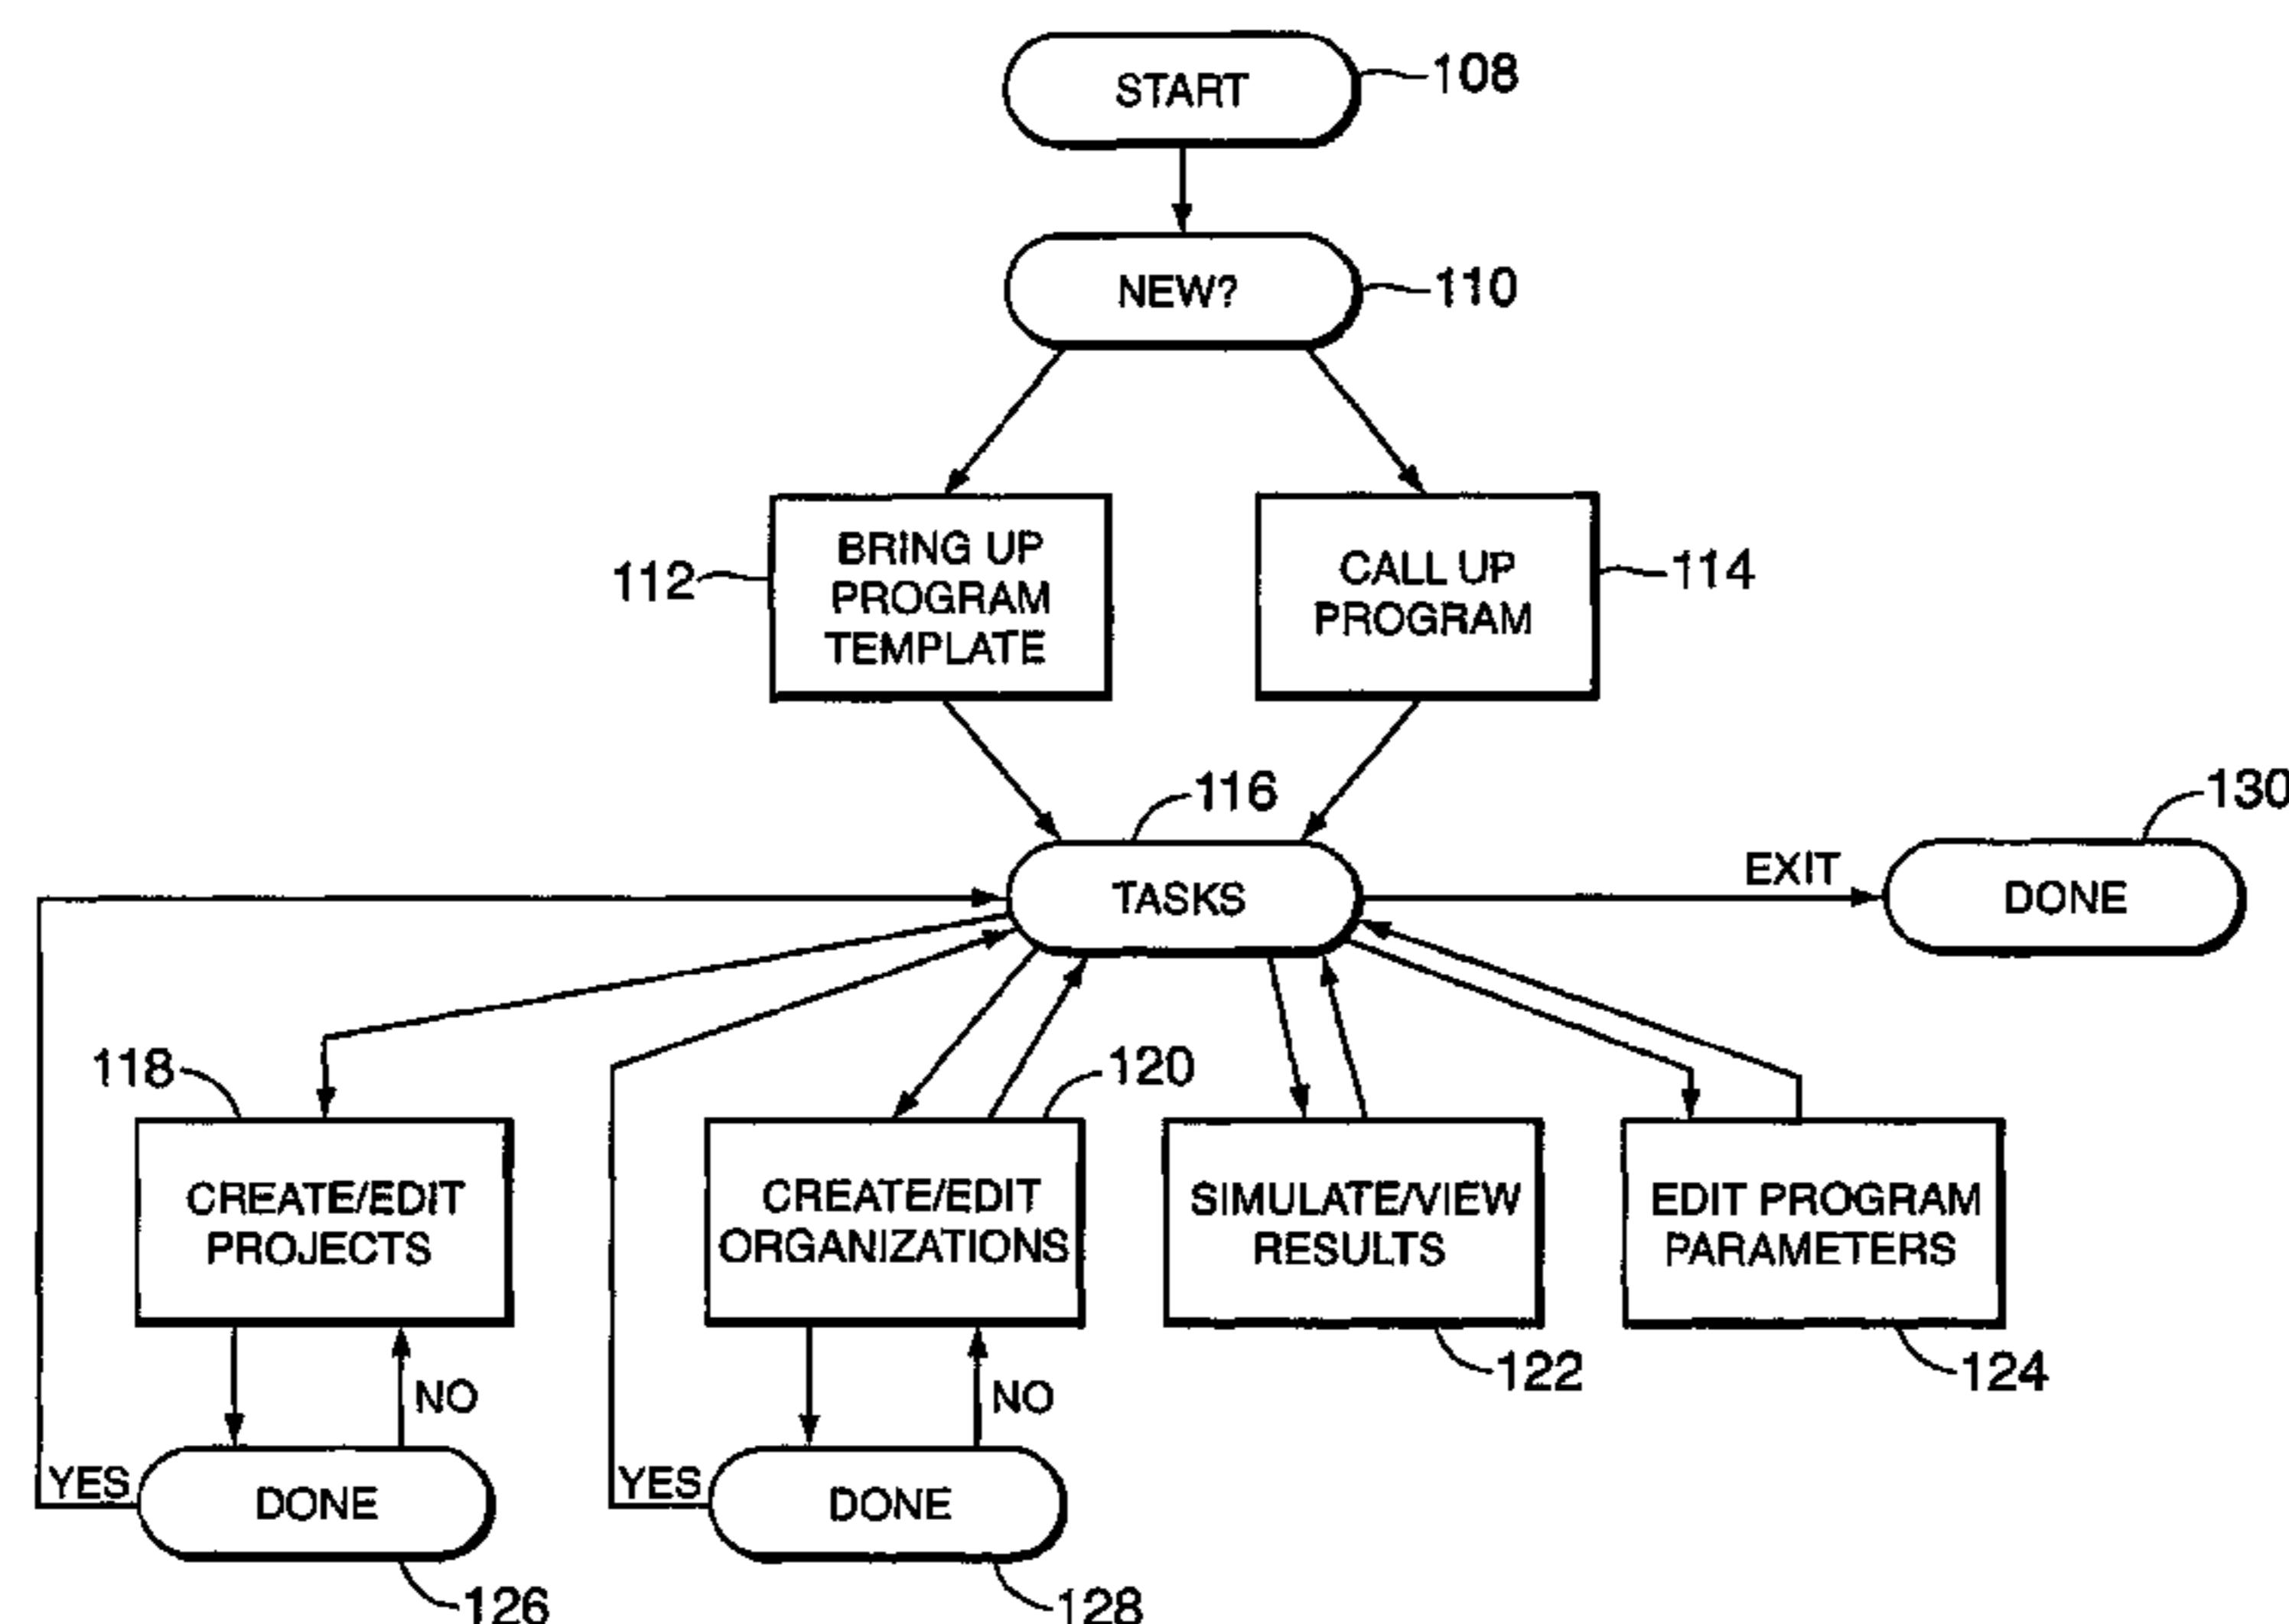 START
108
NEW?
110
BRING UP
PROGRAM
TEMPLATE
112
CALL UP
PROGRAM
114
116
TASKS
EXIT
130
DONE
118
CREATE/EDIT
PROJECTS
120
CREATE/EDIT
ORGANIZATIONS
SIMULATE/VIEW
RESULTS
122
EDIT PROGRAM
PARAMETERS
124
NO
YES
DONE
126
NO
YES
DONE
128